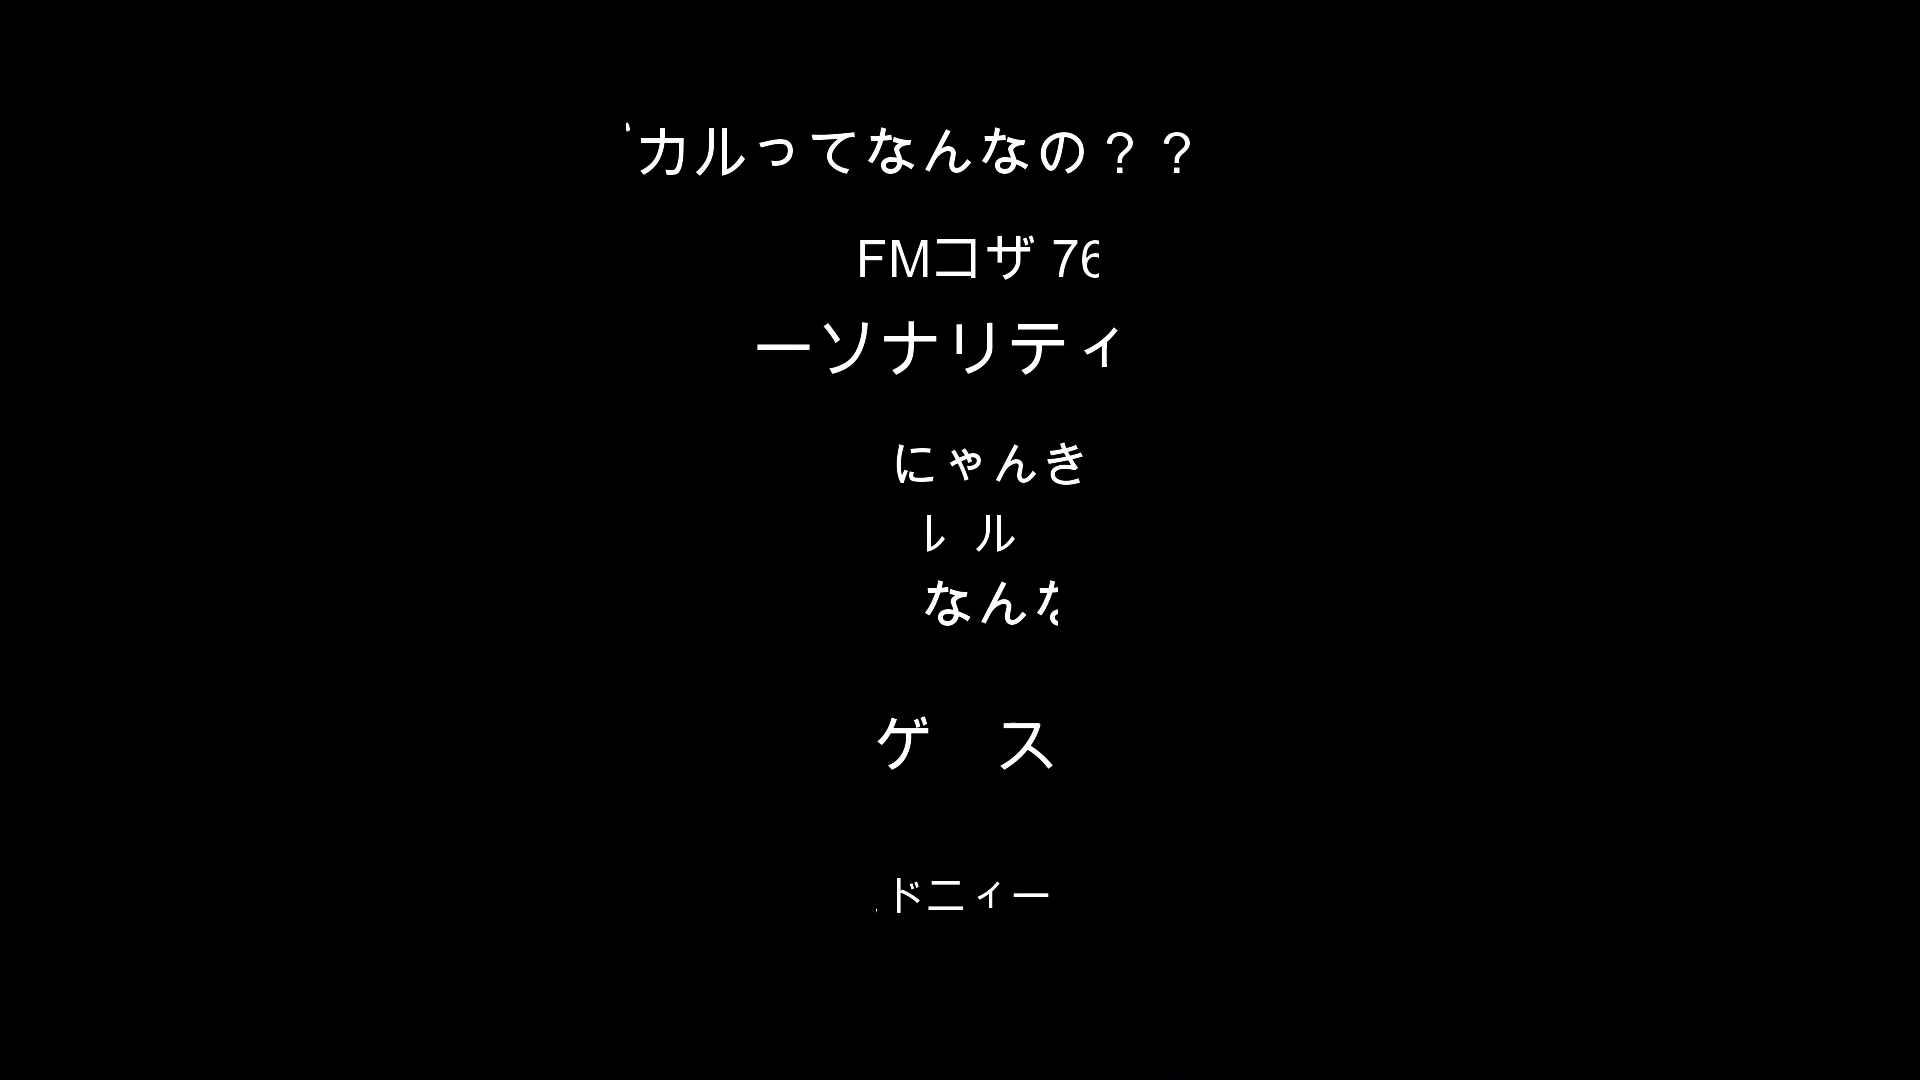 カルってなんなの？？
FMコザ 76
ーソナリティ
にゃんき
レ ル
なんな
ゲ ス
ドニィー